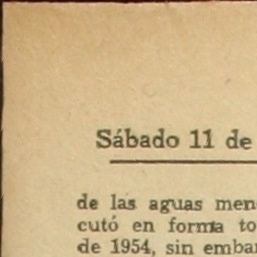 Sábado 11 de
de las aguas men
cutó en forma to
de 1954, sin embar